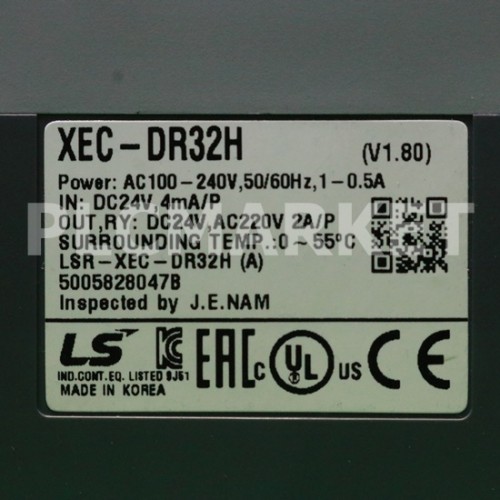 XEC-DR32H (V1.80)
Power: AC100-240V,50/60Hz,1-0.5A
IN: DC24V,4mA/P
OUT,RY: DC24V,AC220V 2A/P
SURROUNDING TEMP.:0~55°C
LSR-XEC-DR32H (A)
5005828047B
Inspected by J.E.NAM
LS EAC C UL US CE
IND.CONT.EQ. LISTED 9J61
MADE IN KOREA